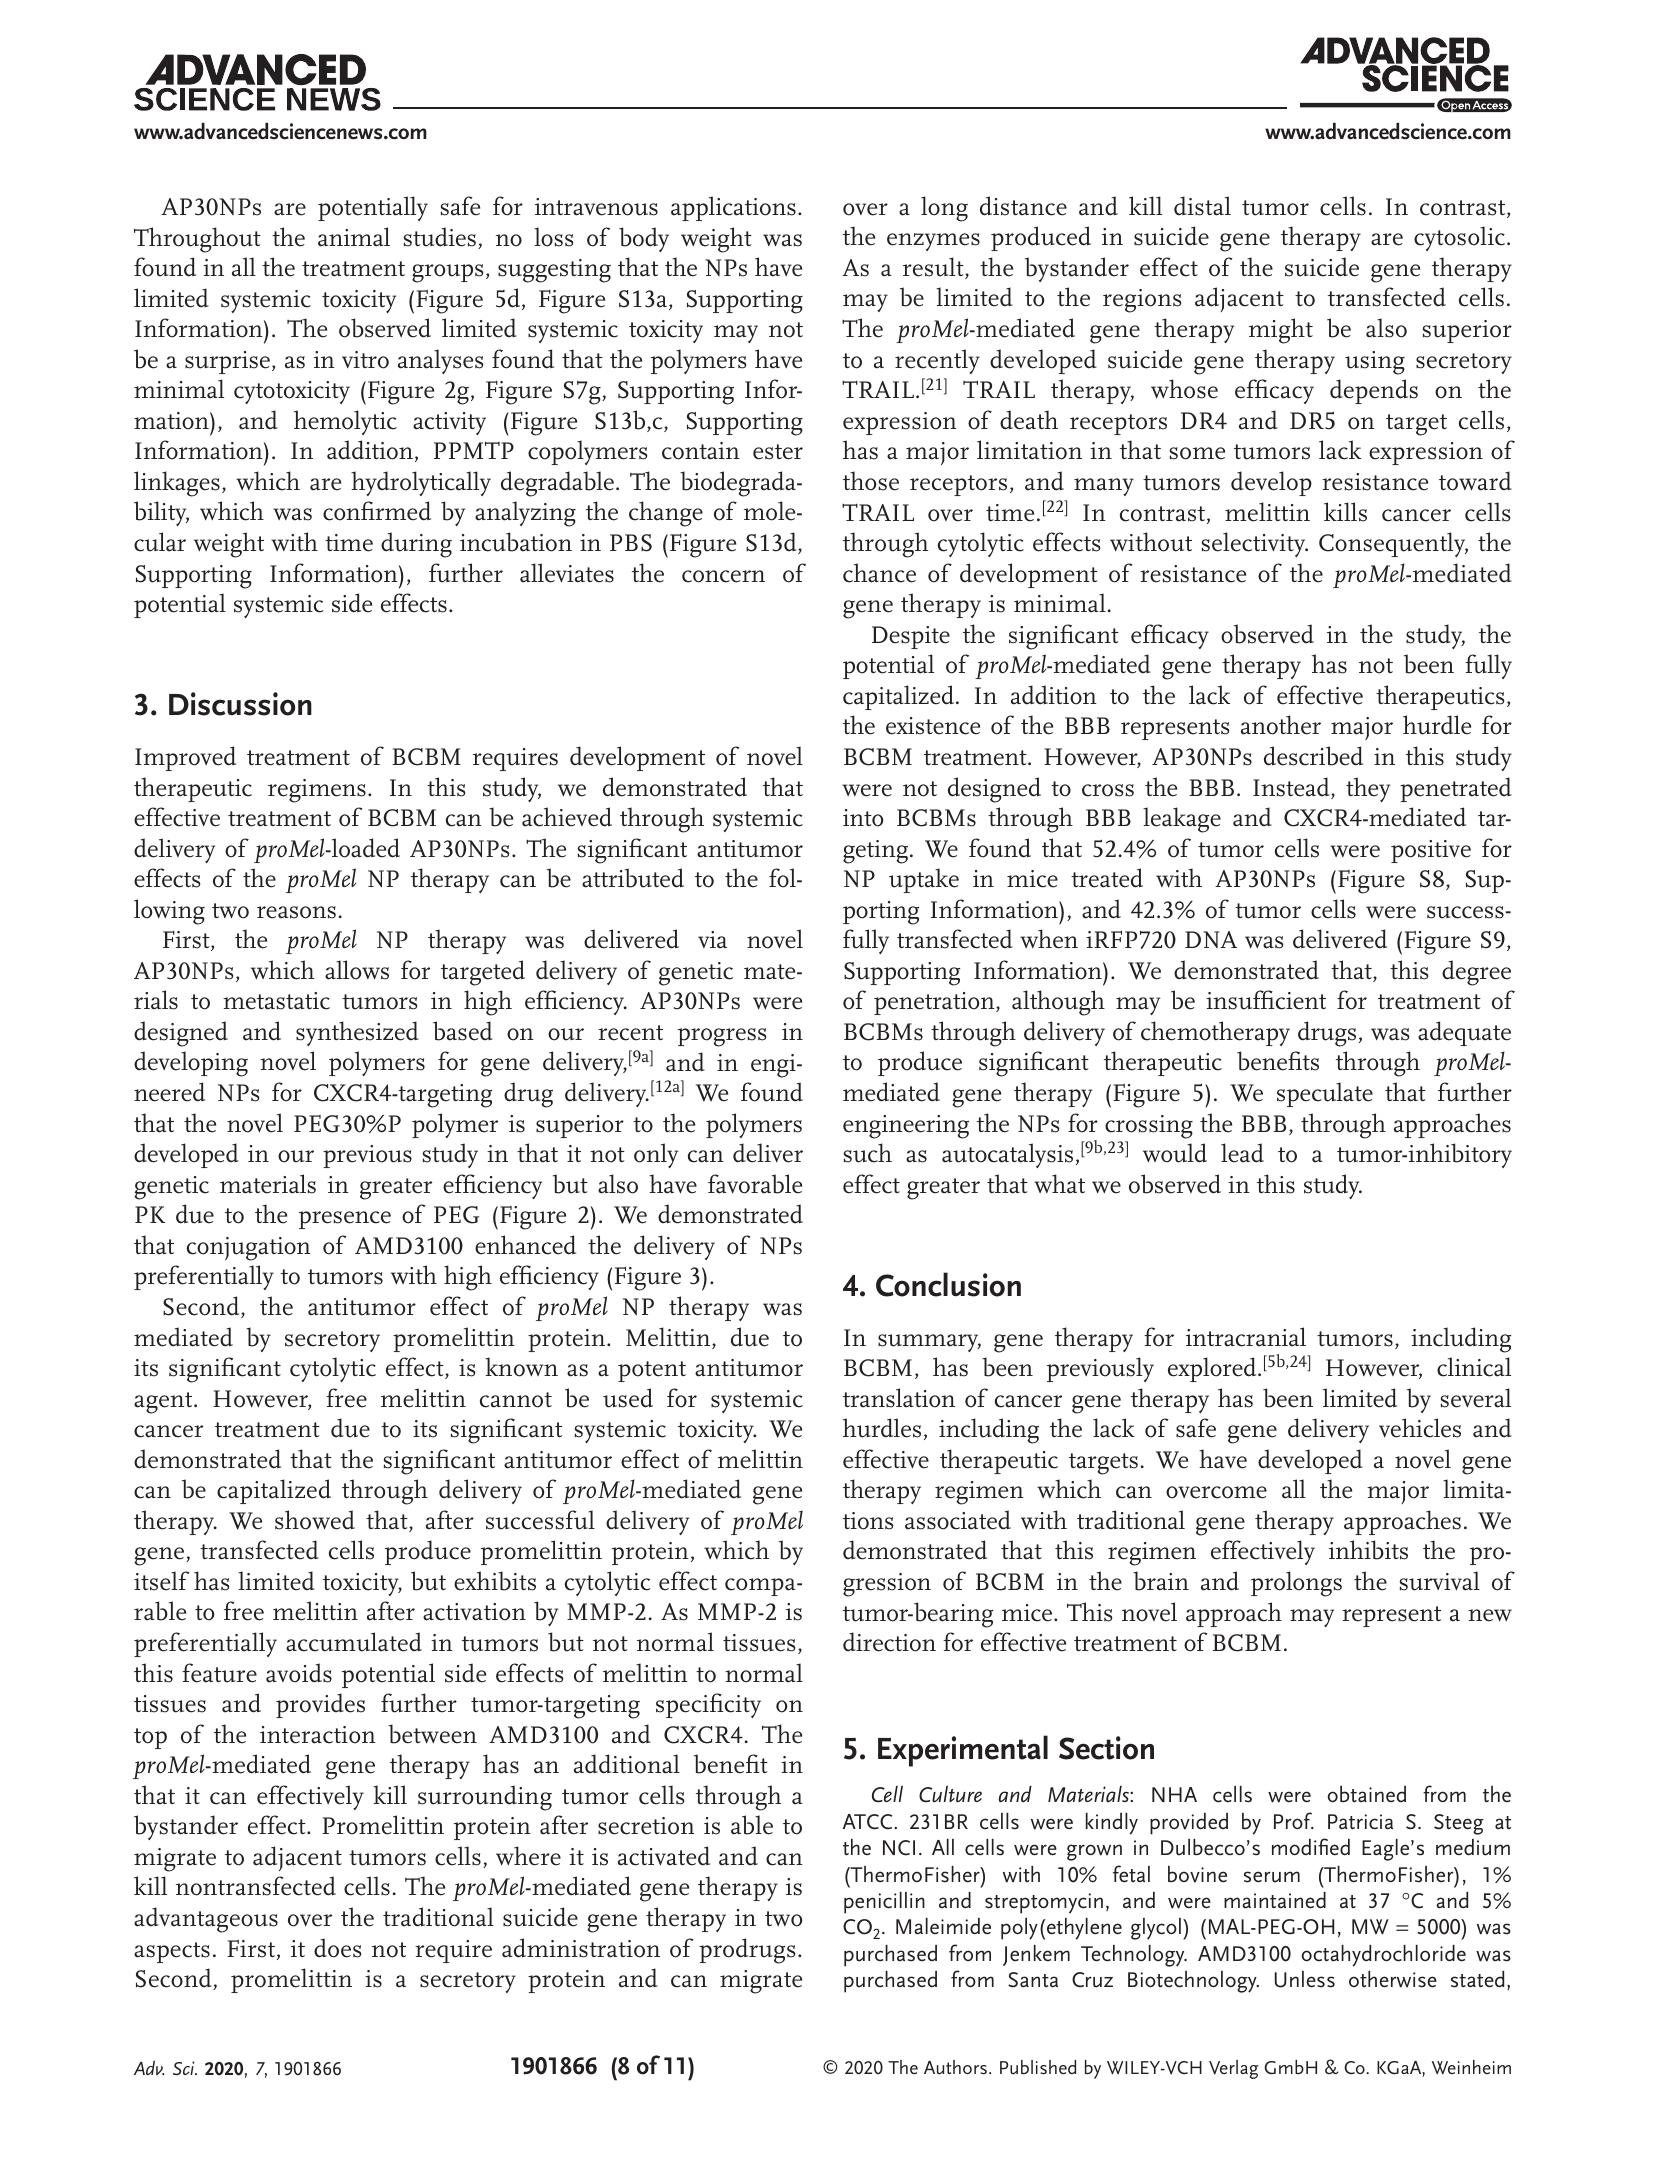 ADVANCED
SCIENCE NEWS
www.advancedsciencenews.com
ADVANCED
SCIENCE
Open Access
www.advancedscience.com
AP30NPs are potentially safe for intravenous applications.
Throughout the animal studies, no loss of body weight was
found in all the treatment groups, suggesting that the NPs have
limited systemic toxicity (Figure 5d, Figure S13a, Supporting
Information). The observed limited systemic toxicity may not
be a surprise, as in vitro analyses found that the polymers have
minimal cytotoxicity (Figure 2g, Figure S7g, Supporting Infor-
mation), and hemolytic activity (Figure S13b,c, Supporting
Information). In addition, PPMTP copolymers contain ester
linkages, which are hydrolytically degradable. The biodegrada-
bility, which was confirmed by analyzing the change of mole-
cular weight with time during incubation in PBS (Figure S13d,
Supporting Information), further alleviates the concern of
potential systemic side effects.
3. Discussion
Improved treatment of BCBM requires development of novel
therapeutic regimens. In this study, we demonstrated that
effective treatment of BCBM can be achieved through systemic
delivery of proMel-loaded AP30NPs. The significant antitumor
effects of the proMel NP therapy can be attributed to the fol-
lowing two reasons.
First, the proMel NP therapy was delivered via novel
AP30NPs, which allows for targeted delivery of genetic mate-
rials to metastatic tumors in high efficiency. AP30NPs were
designed and synthesized based on our recent progress in
developing novel polymers for gene delivery,[9a] and in engi-
neered NPs for CXCR4-targeting drug delivery.[12a] We found
that the novel PEG30%P polymer is superior to the polymers
developed in our previous study in that it not only can deliver
genetic materials in greater efficiency but also have favorable
PK due to the presence of PEG (Figure 2). We demonstrated
that conjugation of AMD3100 enhanced the delivery of NPs
preferentially to tumors with high efficiency (Figure 3).
Second, the antitumor effect of proMel NP therapy was
mediated by secretory promelittin protein. Melittin, due to
its significant cytolytic effect, is known as a potent antitumor
agent. However, free melittin cannot be used for systemic
cancer treatment due to its significant systemic toxicity. We
demonstrated that the significant antitumor effect of melittin
can be capitalized through delivery of proMel-mediated gene
therapy. We showed that, after successful delivery of proMel
gene, transfected cells produce promelittin protein, which by
itself has limited toxicity, but exhibits a cytolytic effect compa-
rable to free melittin after activation by MMP-2. As MMP-2 is
preferentially accumulated in tumors but not normal tissues,
this feature avoids potential side effects of melittin to normal
tissues and provides further tumor-targeting specificity on
top of the interaction between AMD3100 and CXCR4. The
proMel-mediated gene therapy has an additional benefit in
that it can effectively kill surrounding tumor cells through a
bystander effect. Promelittin protein after secretion is able to
migrate to adjacent tumors cells, where it is activated and can
kill nontransfected cells. The proMel-mediated gene therapy is
advantageous over the traditional suicide gene therapy in two
aspects. First, it does not require administration of prodrugs.
Second, promelittin is a secretory protein and can migrate
over a long distance and kill distal tumor cells. In contrast,
the enzymes produced in suicide gene therapy are cytosolic.
As a result, the bystander effect of the suicide gene therapy
may be limited to the regions adjacent to transfected cells.
The proMel-mediated gene therapy might be also superior
to a recently developed suicide gene therapy using secretory
TRAIL.[21] TRAIL therapy, whose efficacy depends on the
expression of death receptors DR4 and DR5 on target cells,
has a major limitation in that some tumors lack expression of
those receptors, and many tumors develop resistance toward
TRAIL over time.[22] In contrast, melittin kills cancer cells
through cytolytic effects without selectivity. Consequently, the
chance of development of resistance of the proMel-mediated
gene therapy is minimal.
Despite the significant efficacy observed in the study, the
potential of proMel-mediated gene therapy has not been fully
capitalized. In addition to the lack of effective therapeutics,
the existence of the BBB represents another major hurdle for
BCBM treatment. However, AP30NPs described in this study
were not designed to cross the BBB. Instead, they penetrated
into BCBMs through BBB leakage and CXCR4-mediated tar-
geting. We found that 52.4% of tumor cells were positive for
NP uptake in mice treated with AP30NPs (Figure S8, Sup-
porting Information), and 42.3% of tumor cells were success-
fully transfected when iRFP720 DNA was delivered (Figure S9,
Supporting Information). We demonstrated that, this degree
of penetration, although may be insufficient for treatment of
BCBMs through delivery of chemotherapy drugs, was adequate
to produce significant therapeutic benefits through proMel-
mediated gene therapy (Figure 5). We speculate that further
engineering the NPs for crossing the BBB, through approaches
such as autocatalysis,[9b,23] would lead to a tumor-inhibitory
effect greater that what we observed in this study.
4. Conclusion
In summary, gene therapy for intracranial tumors, including
BCBM, has been previously explored.[5b,24] However, clinical
translation of cancer gene therapy has been limited by several
hurdles, including the lack of safe gene delivery vehicles and
effective therapeutic targets. We have developed a novel gene
therapy regimen which can overcome all the major limita-
tions associated with traditional gene therapy approaches. We
demonstrated that this regimen effectively inhibits the pro-
gression of BCBM in the brain and prolongs the survival of
tumor-bearing mice. This novel approach may represent a new
direction for effective treatment of BCBM.
5. Experimental Section
Cell Culture and Materials: NHA cells were obtained from the
ATCC. 231BR cells were kindly provided by Prof. Patricia S. Steeg at
the NCI. All cells were grown in Dulbecco's modified Eagle's medium
(ThermoFisher) with 10% fetal bovine serum (ThermoFisher), 1%
penicillin and streptomycin, and were maintained at 37 °C and 5%
CO2. Maleimide poly(ethylene glycol) (MAL-PEG-OH, MW = 5000) was
purchased from Jenkem Technology. AMD3100 octahydrochloride was
purchased from Santa Cruz Biotechnology. Unless otherwise stated,
Adv. Sci. 2020, 7, 1901866
1901866 (8 of 11)
© 2020 The Authors. Published by WILEY-VCH Verlag GmbH & Co. KGaA, Weinheim